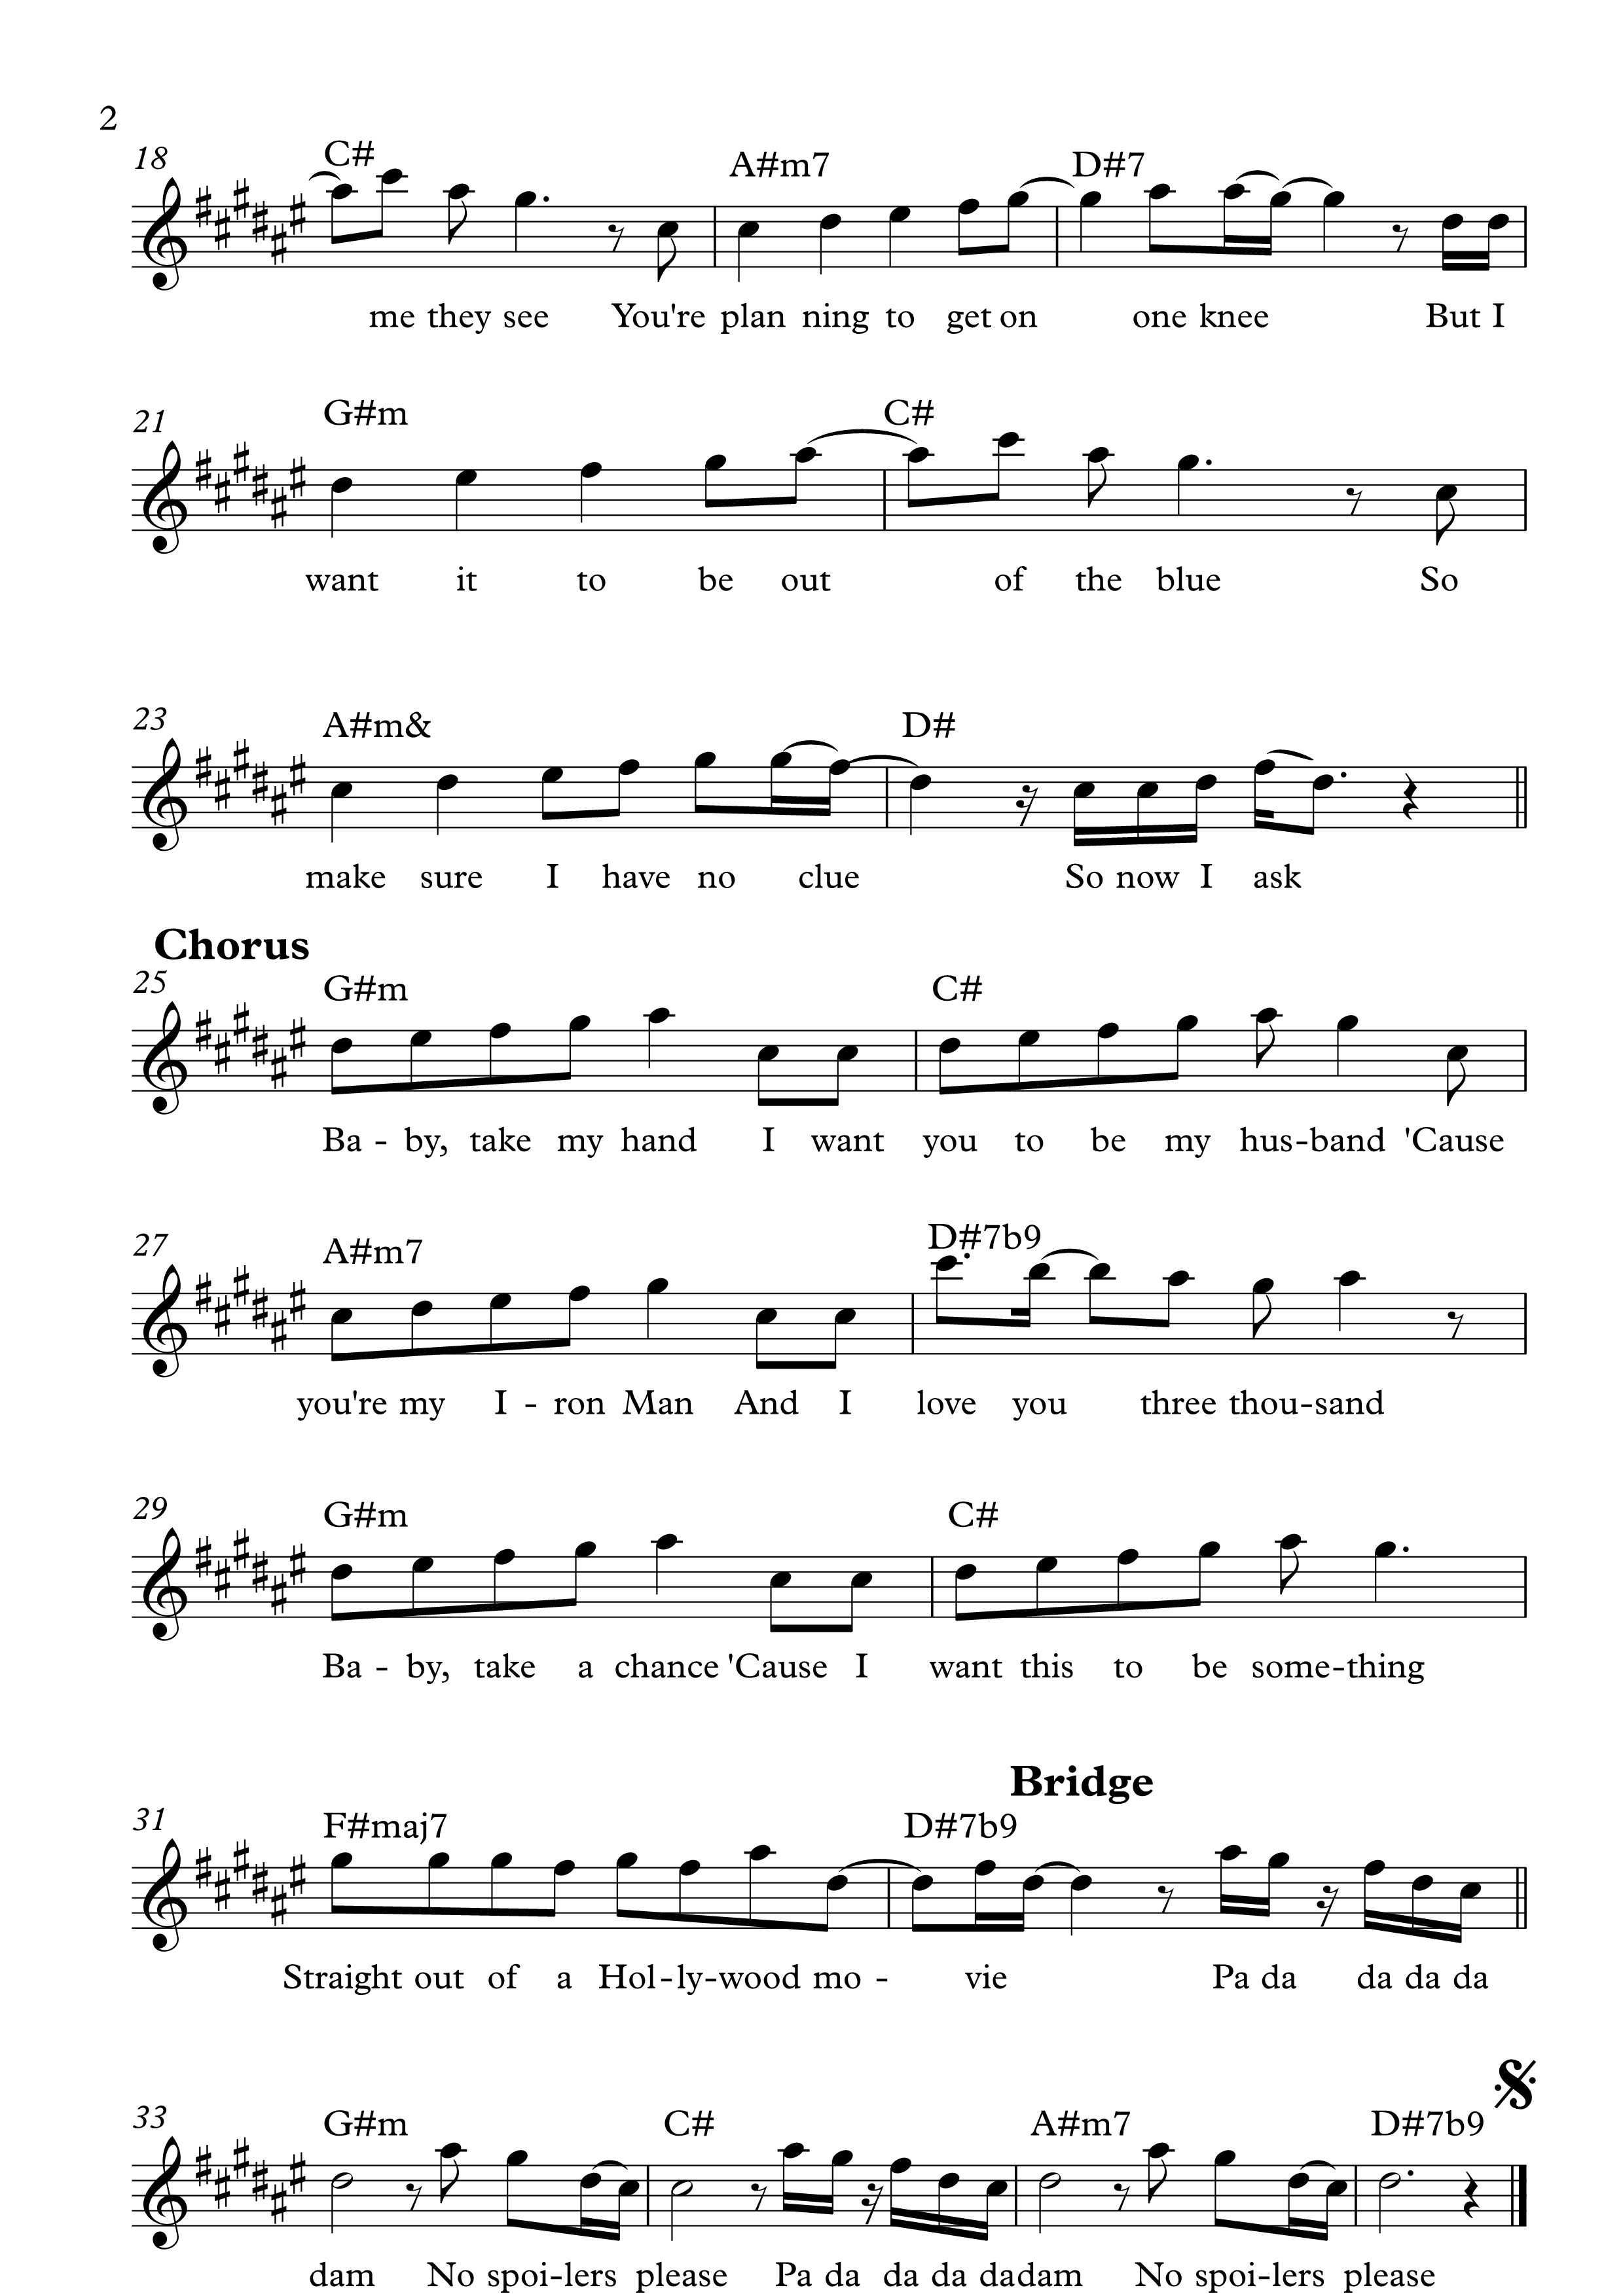 2
18 C# A#m7 D#7
me they see You're plan ning to get on one knee But I
21 G#m C#
want it to be out of the blue So
23 A#m& D#
make sure I have no clue So now I ask
Chorus
25 G#m C#
Ba - by, take my hand I want you to be my hus-band 'Cause
27 A#m7 D#7b9
you're my I - ron Man And I love you three thou-sand
29 G#m C#
Ba - by, take a chance 'Cause I want this to be some-thing
Bridge
31 F#maj7 D#7b9
Straight out of a Hol-ly-wood mo - vie Pa da da da da
33 G#m C# A#m7 D#7b9
dam No spoi-lers please Pa da da da dadam No spoi-lers please